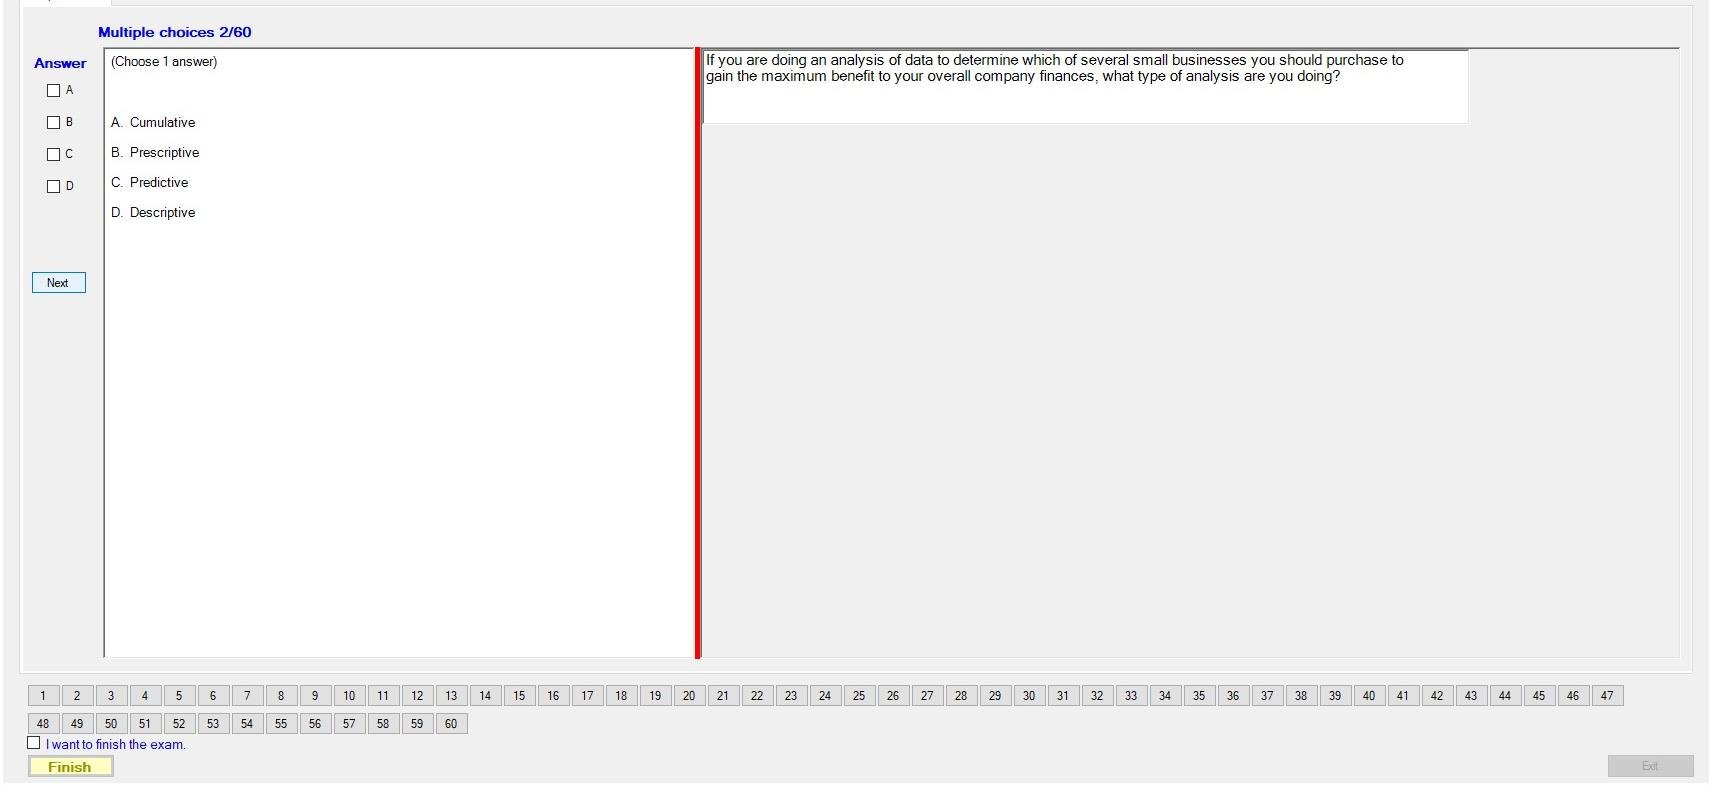 Multiple choices 2/60
Answer
(Choose 1 answer)
A
B
C
D
A. Cumulative
B. Prescriptive
C. Predictive
D. Descriptive
Next
If you are doing an analysis of data to determine which of several small businesses you should purchase to
gain the maximum benefit to your overall company finances, what type of analysis are you doing?
1 2 3 4 5 6 7 8 9 10 11 12 13 14 15 16 17 18 19 20 21 22 23 24 25 26 27 28 29 30 31 32 33 34 35 36 37 38 39 40 41 42 43 44 45 46 47
48 49 50 51 52 53 54 55 56 57 58 59 60
I want to finish the exam.
Finish
Exit